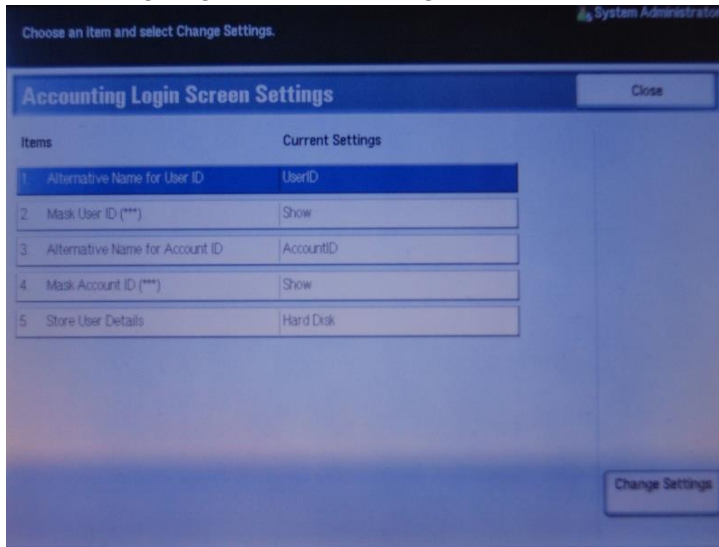 System Administrator
Choose an item and select Change Settings.
Accounting Login Screen Settings
Close
Items Current Settings
1. Alternative Name for User ID UserID
2. Mask User ID (***) Show
3. Alternative Name for Account ID AccountID
4. Mask Account ID (***) Show
5. Store User Details Hard Disk
Change Settings